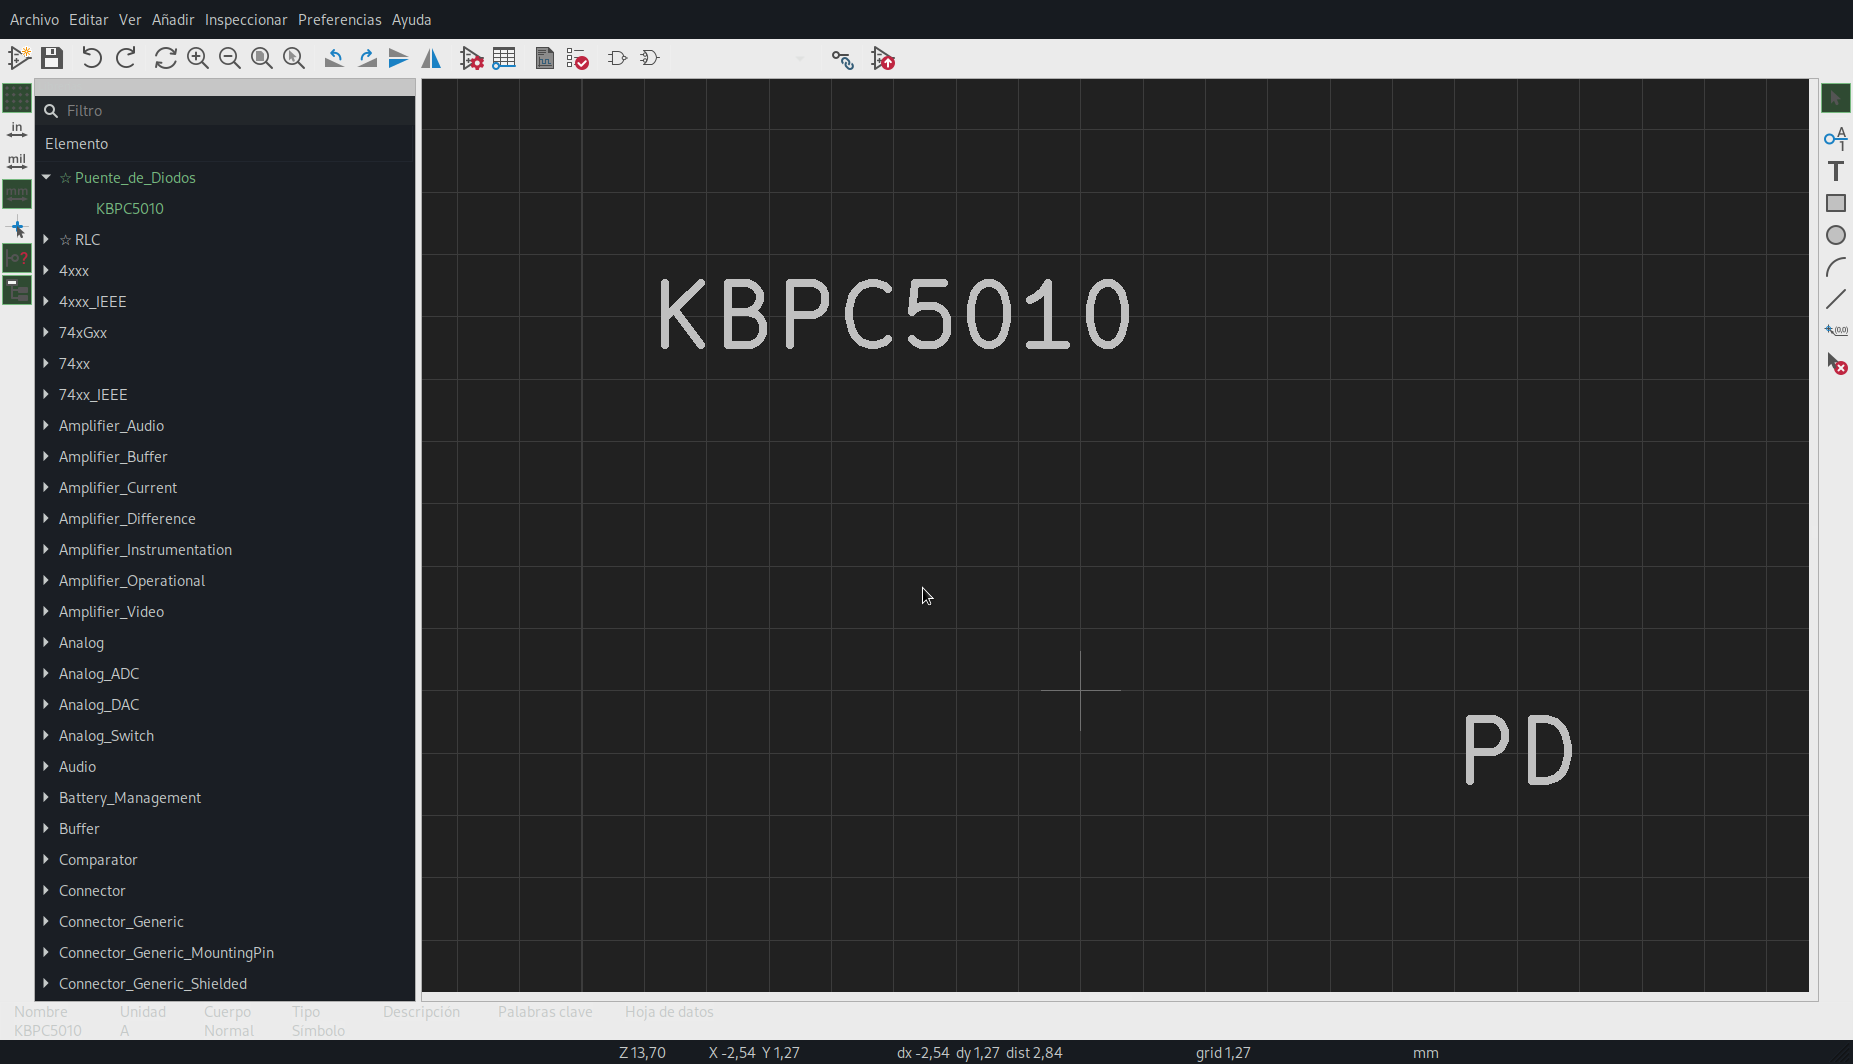 Archivo Editar Ver Añadir Inspeccionar Preferencias Ayuda
in
mil
mm
Filtro
Elemento
☆ Puente_de_Diodos
KBPC5010
☆ RLC
4xxx
4xxx_IEEE
74xGxx
74xx
74xx_IEEE
Amplifier_Audio
Amplifier_Buffer
Amplifier_Current
Amplifier_Difference
Amplifier_Instrumentation
Amplifier_Operational
Amplifier_Video
Analog
Analog_ADC
Analog_DAC
Analog_Switch
Audio
Battery_Management
Buffer
Comparator
Connector
Connector_Generic
Connector_Generic_MountingPin
Connector_Generic_Shielded
KBPC5010
PD
A
1
T
(0,0)
Nombre Unidad Cuerpo Tipo Descripción Palabras clave Hoja de datos
KBPC5010 A Normal Símbolo
Z 13,70 X -2,54 Y 1,27 dx -2,54 dy 1,27 dist 2,84 grid 1,27 mm